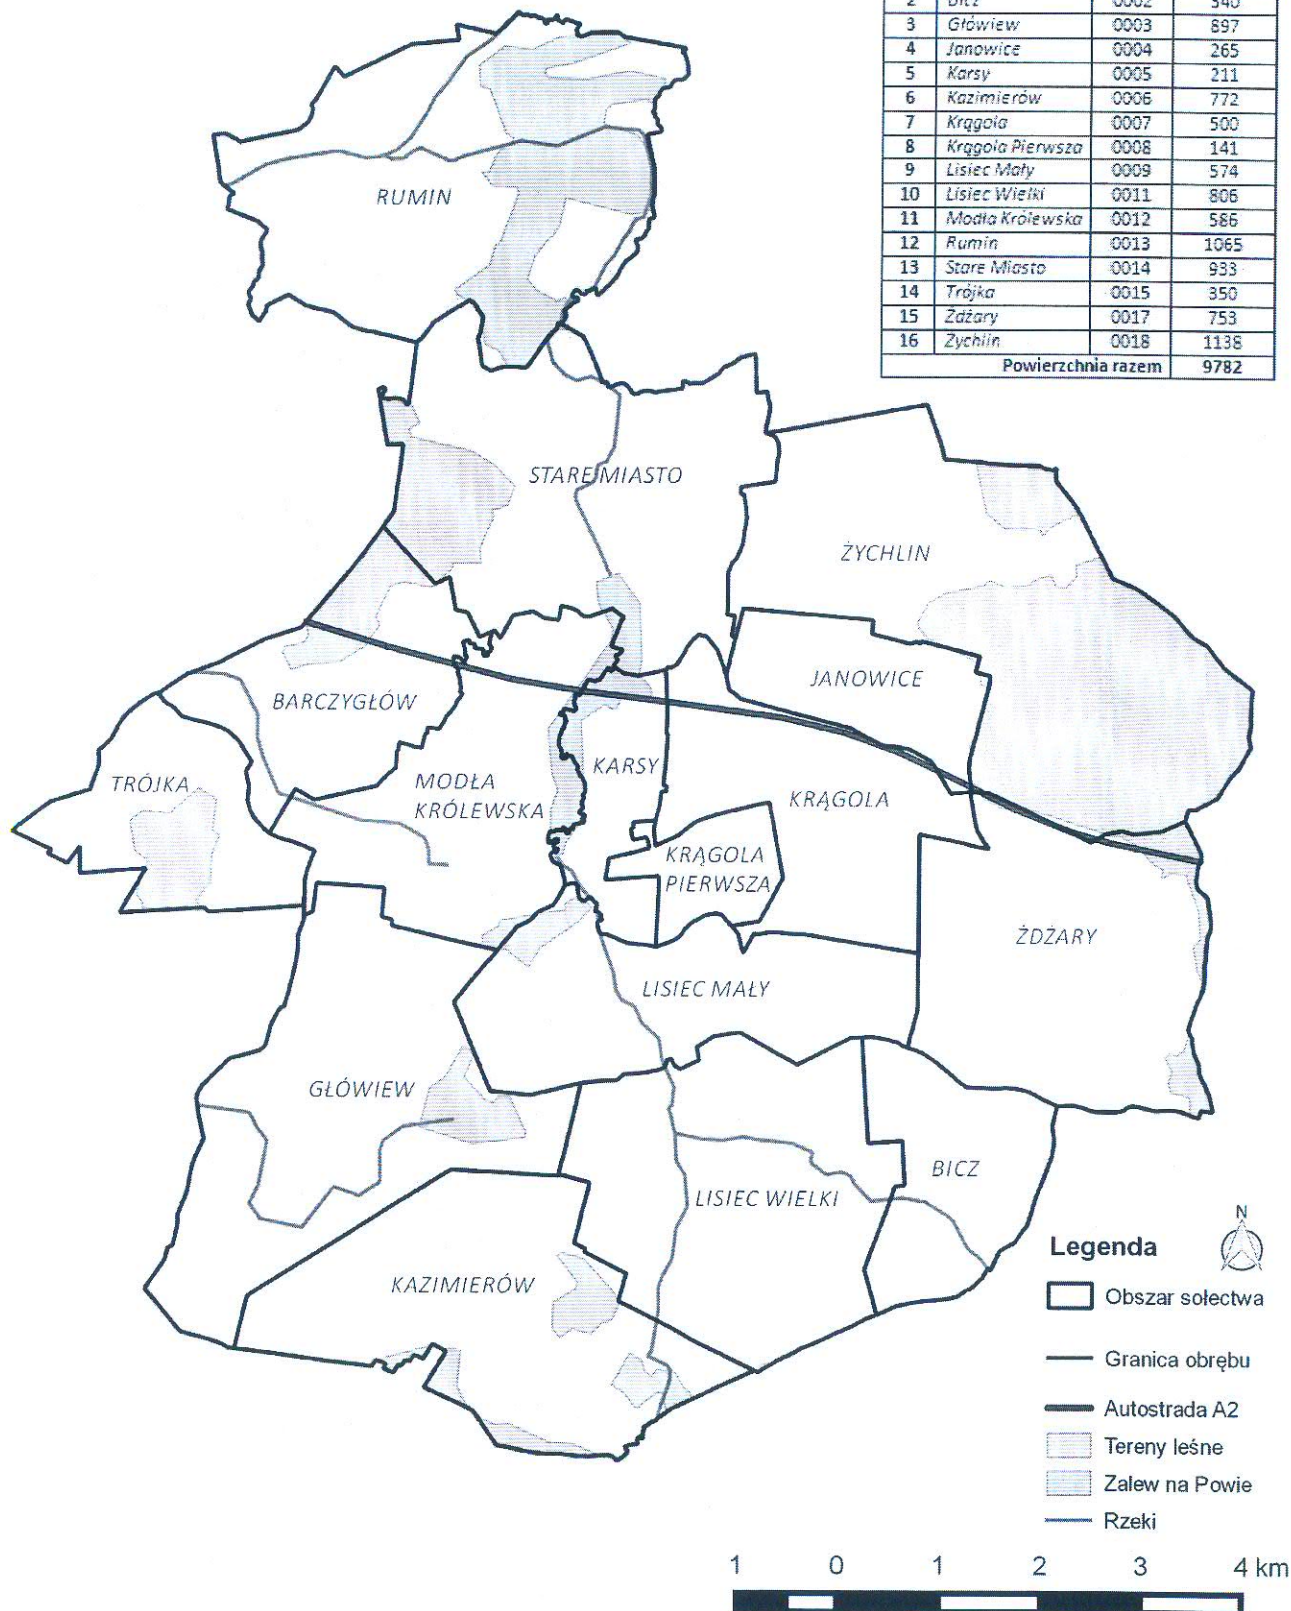 2 Bicz 0002 540
3 Główiew 0003 897
4 Janowice 0004 265
5 Karsy 0005 211
6 Kazimierów 0006 772
7 Krągola 0007 500
8 Krągola Pierwsza 0008 141
9 Lisiec Mały 0009 574
10 Lisiec Wielki 0011 806
11 Modła Królewska 0012 586
12 Rumin 0013 1065
13 Stare Miasto 0014 933
14 Trójka 0015 350
15 Żdżary 0017 753
16 Żychlin 0018 1138
Powierzchnia razem 9782
RUMIN
STARE MIASTO
ŻYCHLIN
JANOWICE
BARCZYGŁÓW
TRÓJKA
MODŁA
KRÓLEWSKA
KARSY
KRĄGOLA
KRĄGOLA
PIERWSZA
ŻDŻARY
LISIEC MAŁY
GŁÓWIEW
BICZ
LISIEC WIELKI
KAZIMIERÓW
N
Legenda
Obszar sołectwa
Granica obrębu
Autostrada A2
Tereny leśne
Zalew na Powie
Rzeki
1 0 1 2 3 4 km